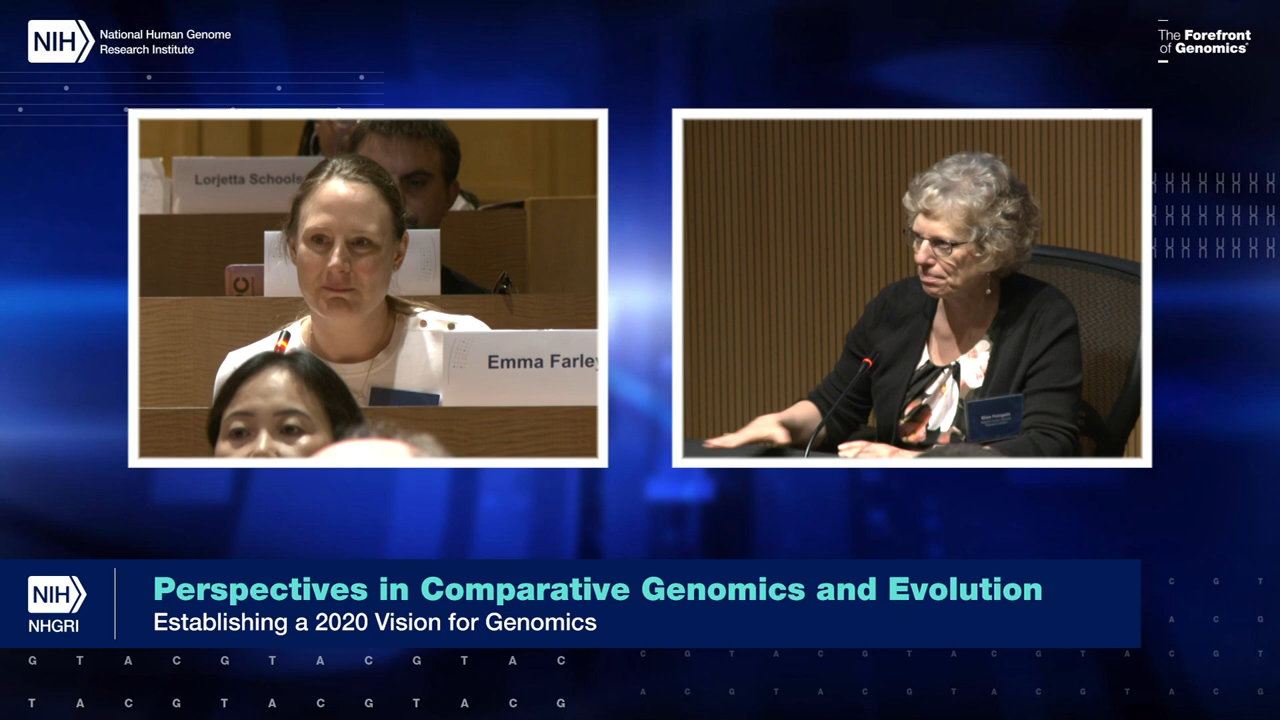 NIH
National Human Genome
Research Institute
The Forefront
of Genomics®
Lorjetta Schools
Emma Farley
NIH
NHGRI
Perspectives in Comparative Genomics and Evolution
Establishing a 2020 Vision for Genomics
C G T
A C G
G T A C G T A C G T A C
C G T A C G T A C G T A C G T
T A C G T A C G T A C G
A C G T A C G T A C G T A C G